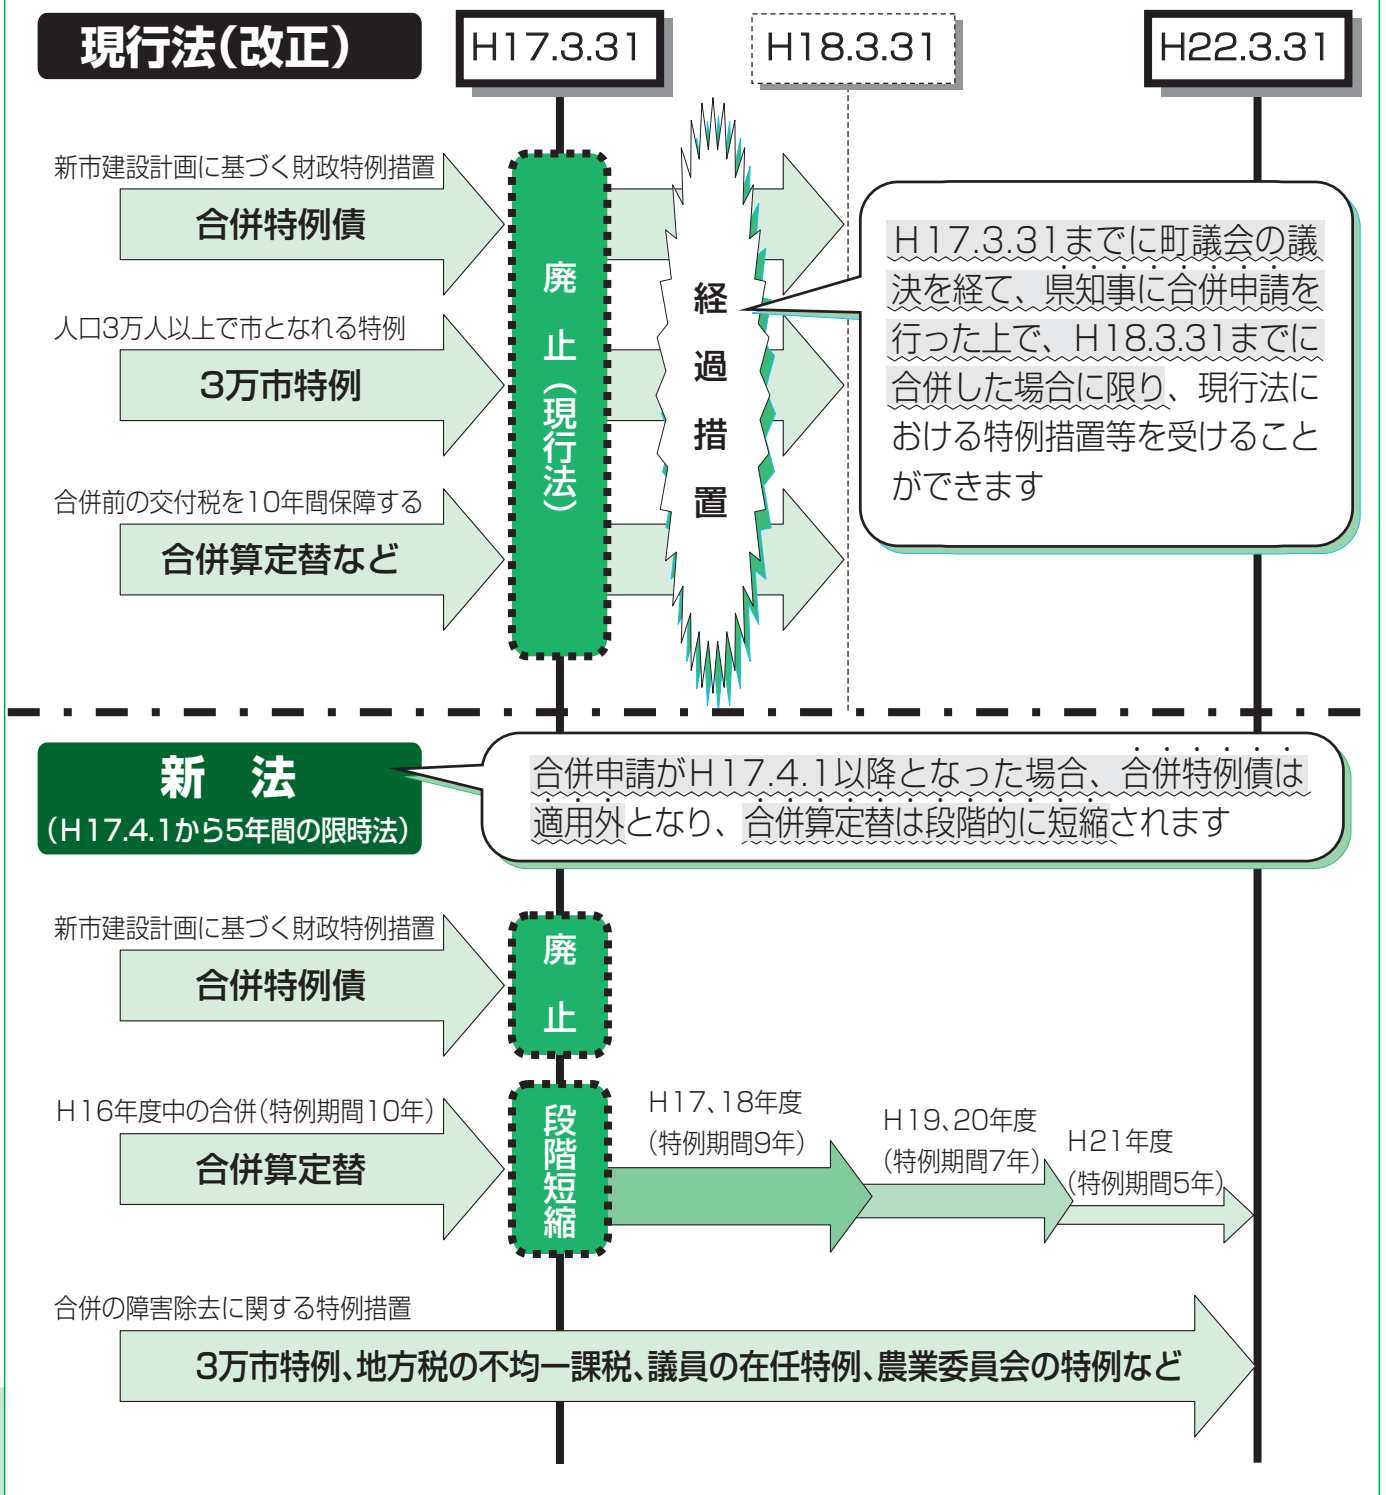 現行法(改正)
H17.3.31
H18.3.31
H22.3.31
新市建設計画に基づく財政特例措置
合併特例債
人口3万人以上で市となれる特例
3万市特例
合併前の交付税を10年間保障する
合併算定替など
廃止(現行法)
経過措置
H17.3.31までに町議会の議
決を経て、県知事に合併申請を
行った上で、H18.3.31までに
合併した場合に限り、現行法に
おける特例措置等を受けること
ができます
新 法
(H17.4.1から5年間の限時法)
合併申請がH17.4.1以降となった場合、合併特例債は
適用外となり、合併算定替は段階的に短縮されます
新市建設計画に基づく財政特例措置
合併特例債
廃止
H16年度中の合併(特例期間10年)
合併算定替
段階短縮
H17、18年度
(特例期間9年)
H19、20年度
(特例期間7年)
H21年度
(特例期間5年)
合併の障害除去に関する特例措置
3万市特例、地方税の不均一課税、議員の在任特例、農業委員会の特例など